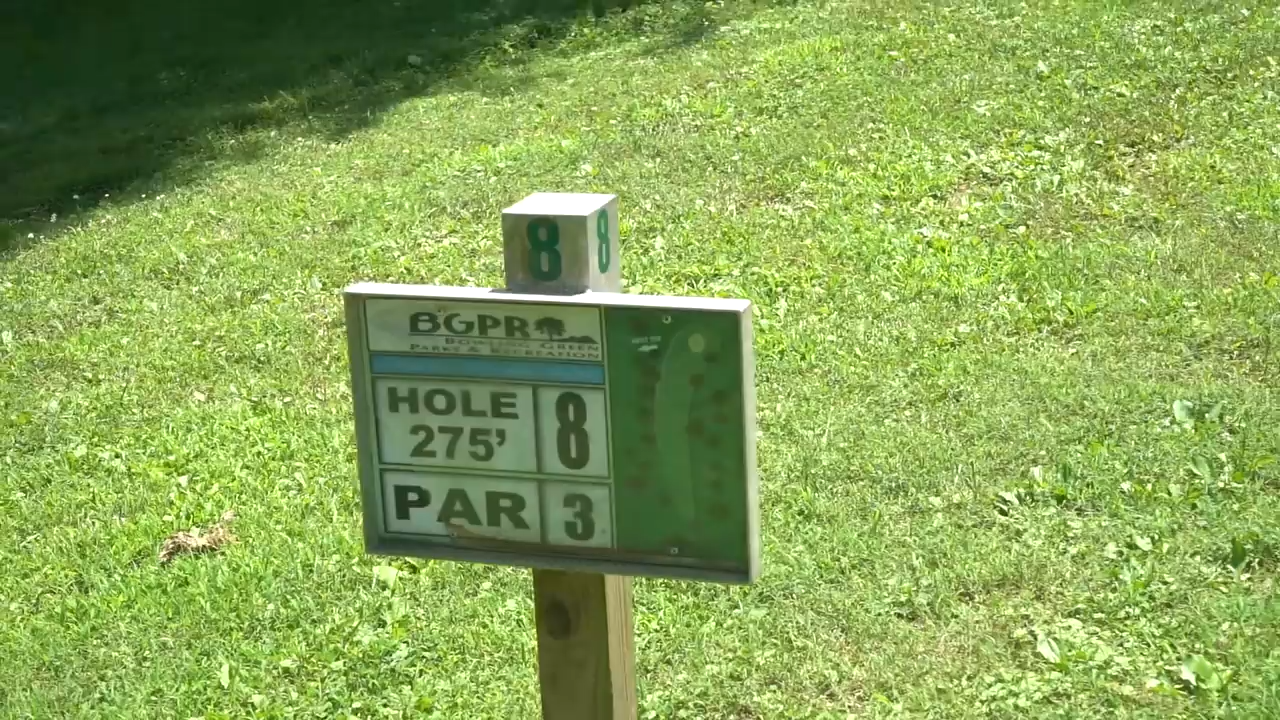 8 8
BGPR
BOWLING GREEN
PARKS & RECREATION
HOLE 8
275'
PAR 3